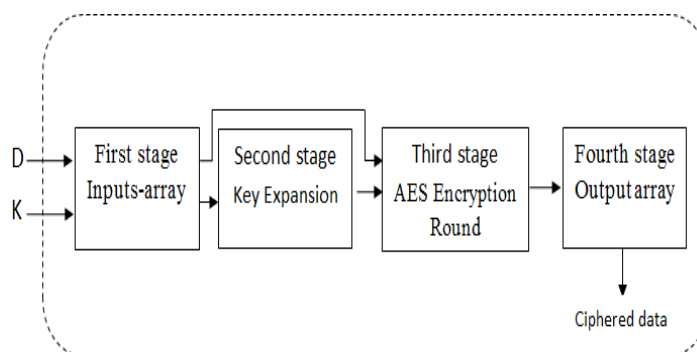 D
K
First stage
Inputs-array
Second stage
Key Expansion
Third stage
AES Encryption
Round
Fourth stage
Output array
Ciphered data